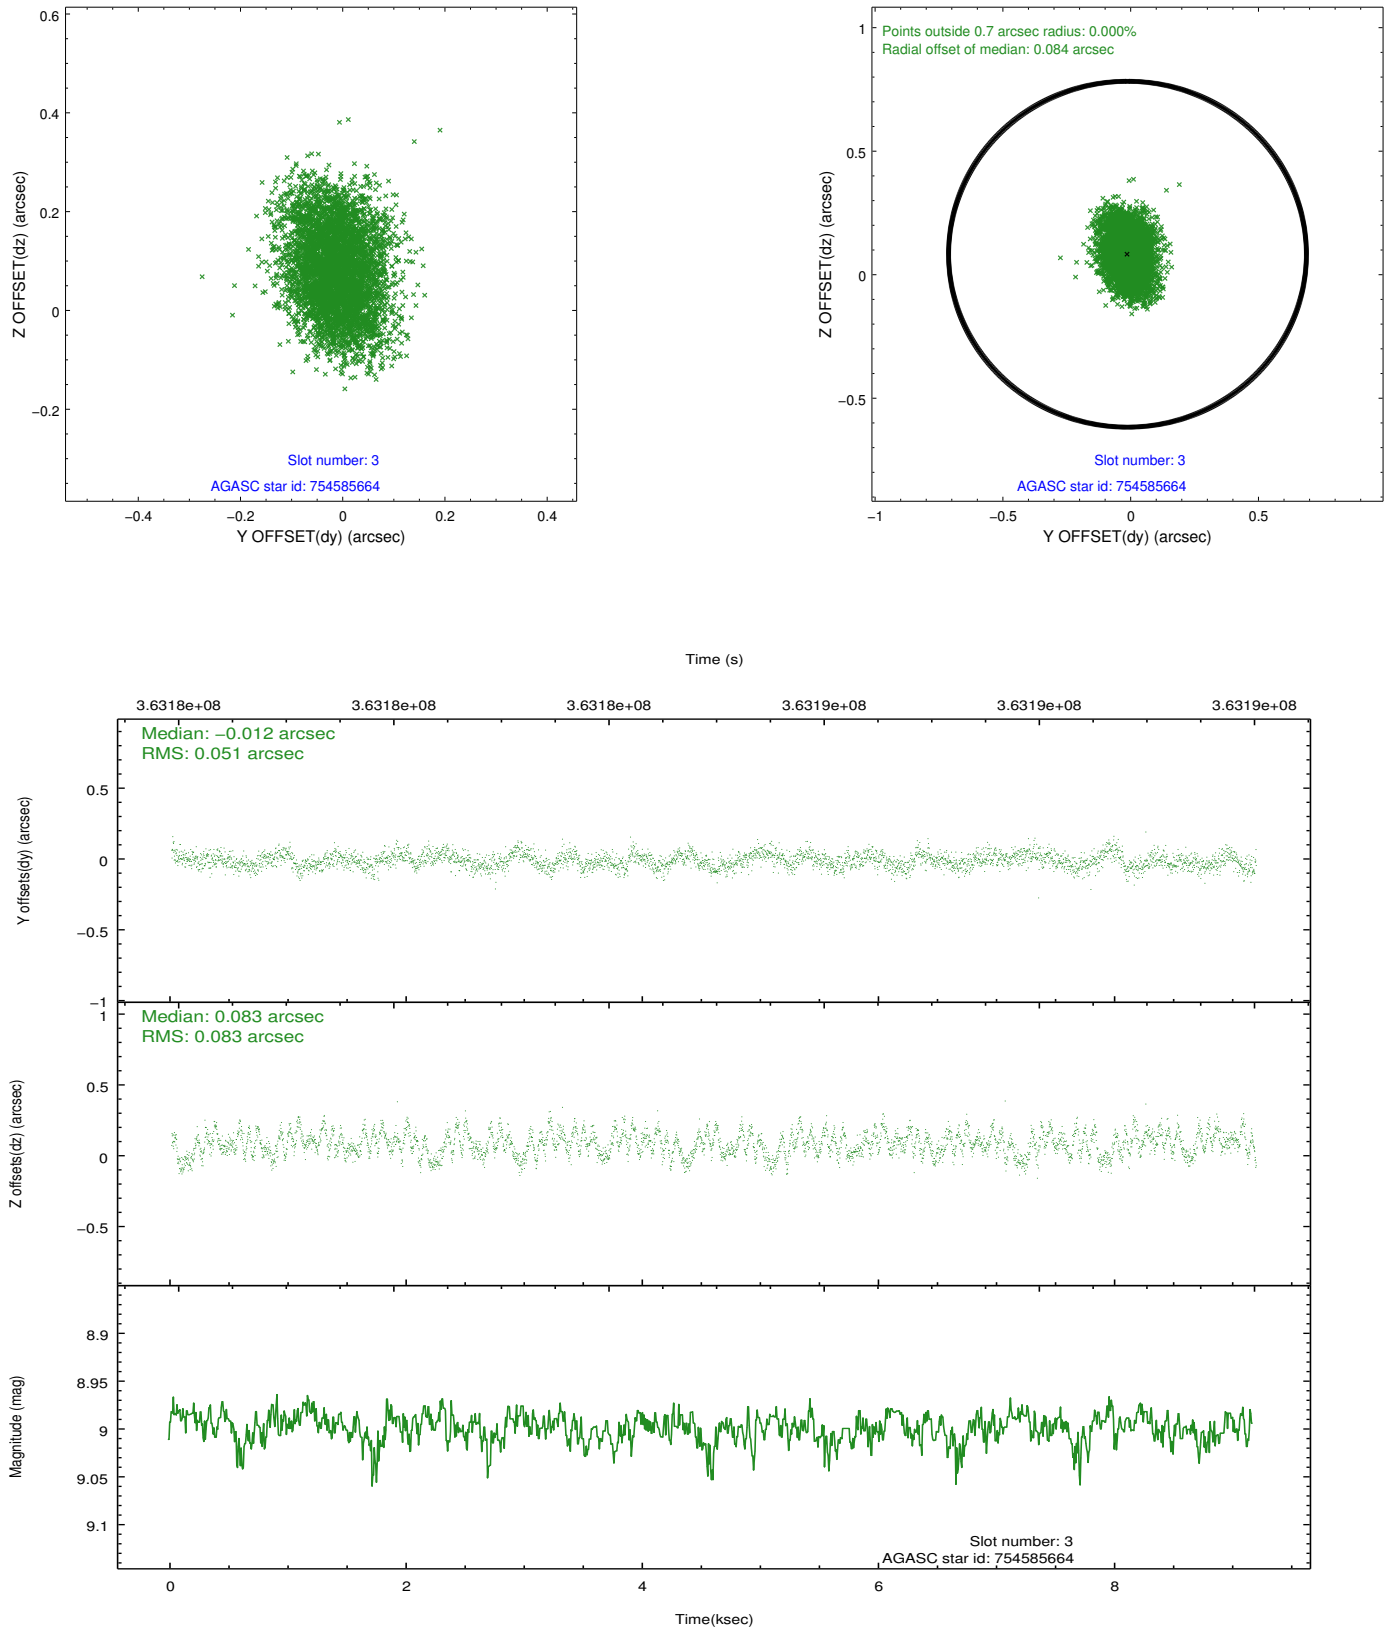 0.6
0.4
0.2
0
−0.2
−0.4
−0.2
0
0.2
0.4
Z OFFSET(dz) (arcsec)
Y OFFSET(dy) (arcsec)
Slot number: 3
AGASC star id: 754585664
Points outside 0.7 arcsec radius: 0.000%
Radial offset of median: 0.084 arcsec
1
0.5
0
−0.5
−1
−0.5
0
0.5
Z OFFSET(dz) (arcsec)
Y OFFSET(dy) (arcsec)
Slot number: 3
AGASC star id: 754585664
Time (s)
3.6318e+08 3.6318e+08 3.6318e+08 3.6319e+08 3.6319e+08 3.6319e+08
Median: −0.012 arcsec
RMS: 0.051 arcsec
0.5
0
−0.5
−1
Y offsets(dy) (arcsec)
Median: 0.083 arcsec
RMS: 0.083 arcsec
1
0.5
0
−0.5
Z offsets(dz) (arcsec)
8.9
8.95
9
9.05
9.1
Magnitude (mag)
Slot number: 3
AGASC star id: 754585664
0 2 4 6 8
Time(ksec)